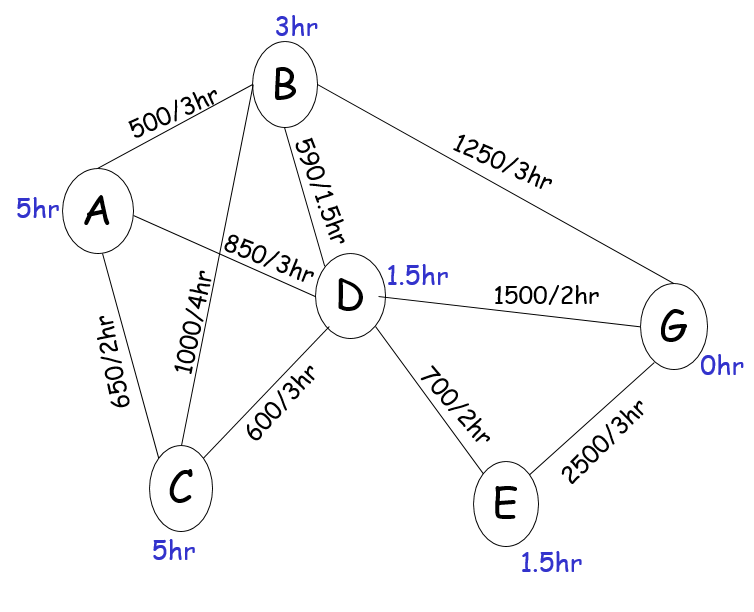 3hr
B
500/3hr
590/1.5hr
1250/3hr
5hr
A
850/3hr
1.5hr
D
1500/2hr
G
0hr
1000/4hr
650/2hr
600/3hr
700/2hr
2500/3hr
C
E
5hr
1.5hr